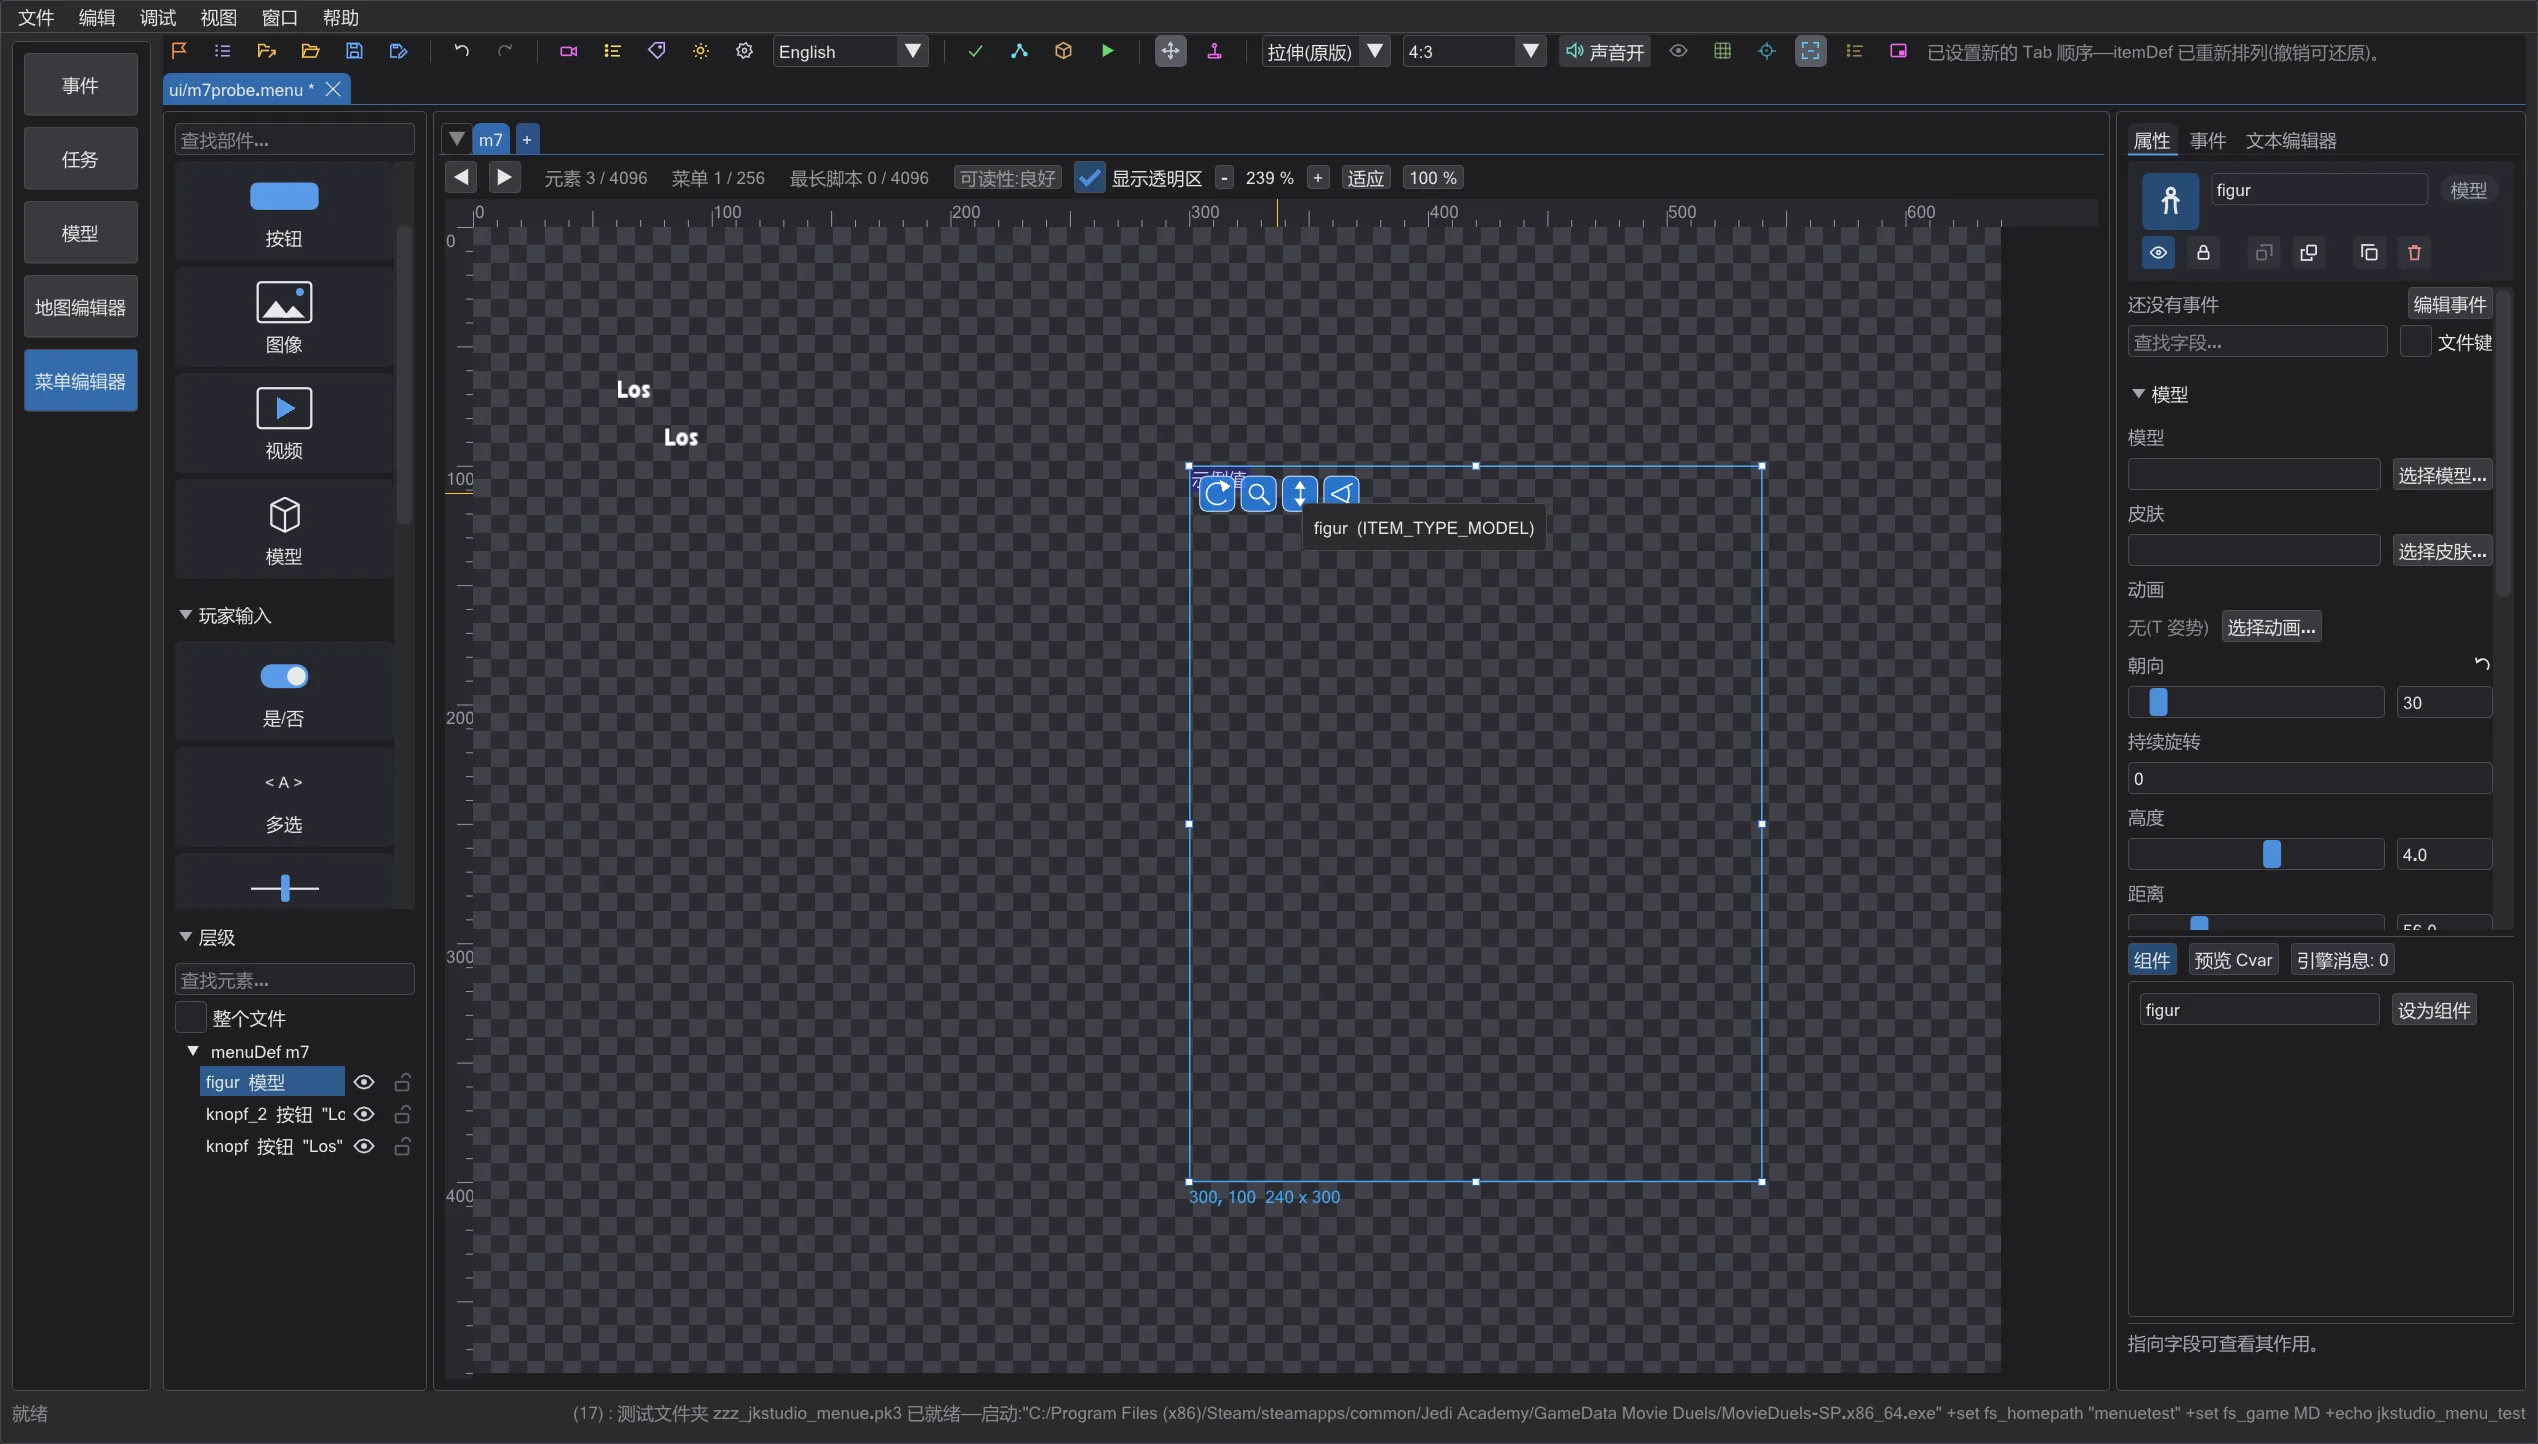 文件 编辑 调试 视图 窗口 帮助
English 拉伸(原版) 4:3 声音开 已设置新的 Tab 顺序—itemDef 已重新排列(撤销可还原)。
事件
任务
模型
地图编辑器
菜单编辑器
ui/m7probe.menu *
查找部件...
按钮
图像
视频
模型
玩家输入
是/否
< A >
多选
层级
查找元素...
整个文件
menuDef m7
figur 模型
knopf_2 按钮 "Lo
knopf 按钮 "Los"
m7 +
元素 3 / 4096 菜单 1 / 256 最长脚本 0 / 4096 可读性:良好 显示透明区 - 239 % + 适应 100 %
0 100 200 300 400 500 600
0
100
200
300
400
Los
Los
figur (ITEM_TYPE_MODEL)
300, 100 240 x 300
属性 事件 文本编辑器
figur 模型
还没有事件 编辑事件
查找字段... 文件键
模型
模型
选择模型...
皮肤
选择皮肤...
动画
无(T 姿势) 选择动画...
朝向
30
持续旋转
0
高度
4.0
距离
56.0
组件 预览 Cvar 引擎消息: 0
figur 设为组件
指向字段可查看其作用。
就绪 (17) : 测试文件夹 zzz_jkstudio_menue.pk3 已就绪—启动:"C:/Program Files (x86)/Steam/steamapps/common/Jedi Academy/GameData Movie Duels/MovieDuels-SP.x86_64.exe" +set fs_homepath "menuetest" +set fs_game MD +echo jkstudio_menu_test